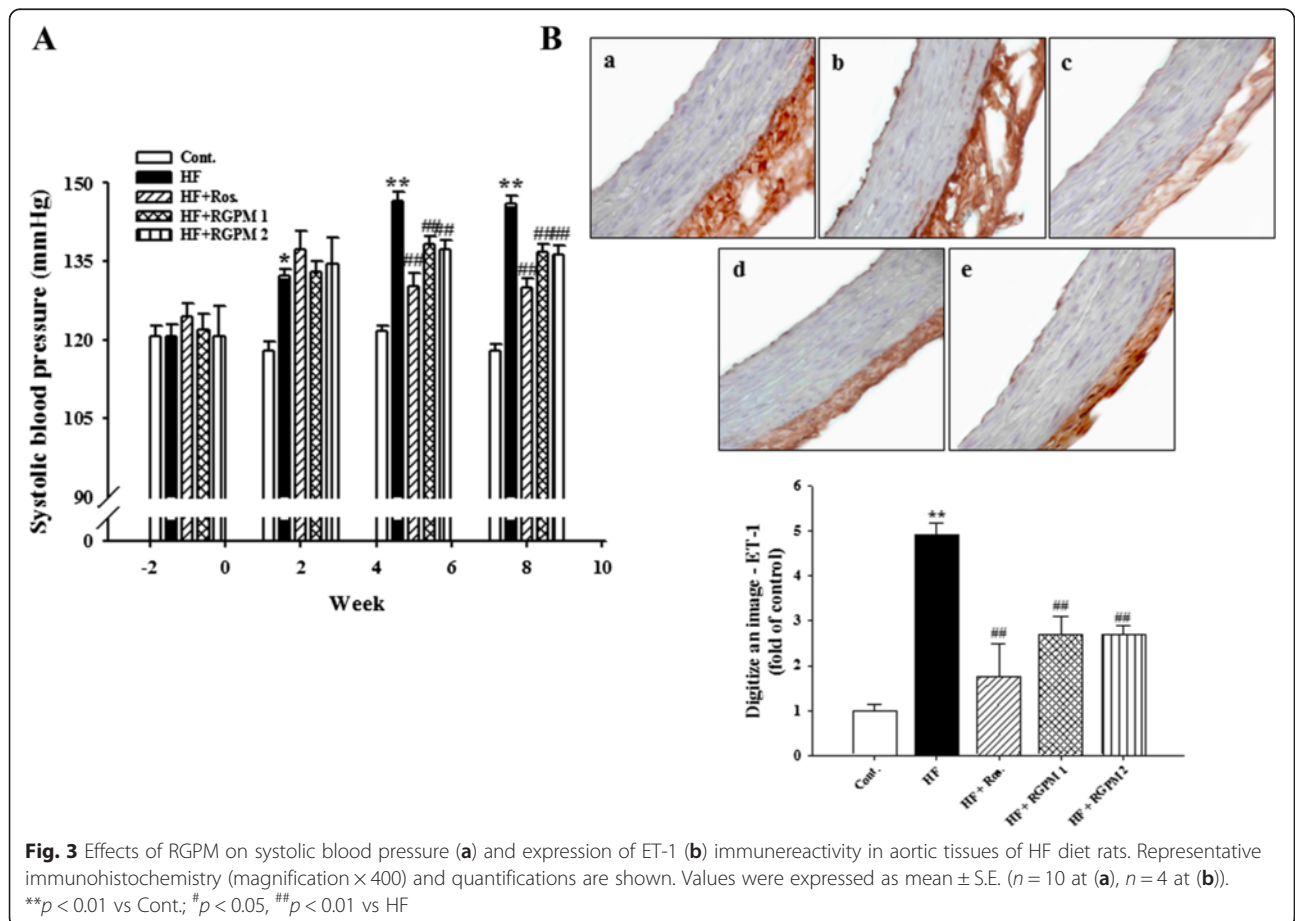 A
Cont.
HF
HF+Ros.
HF+RGPM 1
HF+RGPM 2
Systolic blood pressure (mmHg)
150
135
120
105
90
0
**
**
*
##
##
##
##
##
##
-2
0
2
4
6
8
10
Week
B
a
b
c
d
e
Digitize an image - ET-1
(fold of control)
6
5
4
3
2
1
0
**
##
##
##
Cont.
HF
HF+ Ros.
HF+ RGPM 1
HF+ RGPM 2
Fig. 3 Effects of RGPM on systolic blood pressure (a) and expression of ET-1 (b) immunereactivity in aortic tissues of HF diet rats. Representative
immunohistochemistry (magnification × 400) and quantifications are shown. Values were expressed as mean ± S.E. (n = 10 at (a), n = 4 at (b)).
**p < 0.01 vs Cont.; #p < 0.05, ##p < 0.01 vs HF